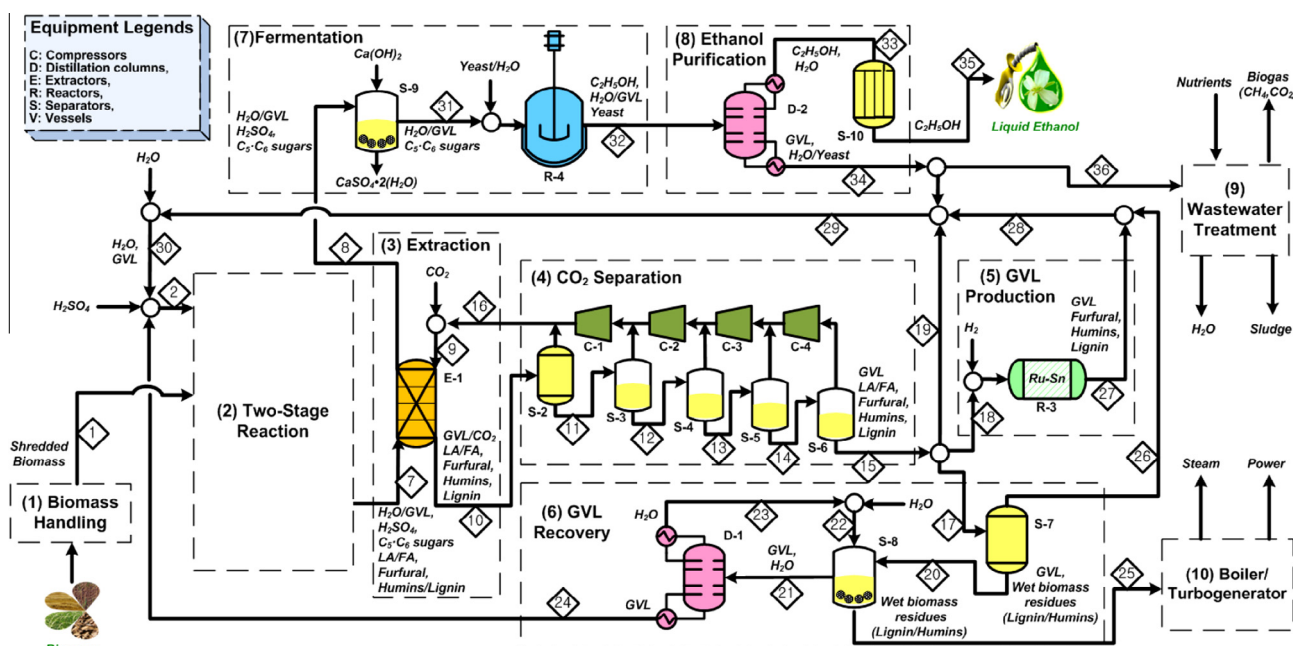 Equipment Legends
C: Compressors
D: Distillation columns,
E: Extractors,
R: Reactors,
S: Separators,
V: Vessels
(7)Fermentation
Ca(OH)2
Yeast/H2O
S-9
31
H2O/GVL
H2SO4,
C5-C6 sugars
H2O/GVL
C5-C6 sugars
CaSO4•2(H2O)
R-4
C2H5OH,
H2O/GVL
Yeast
32
(8) Ethanol
Purification
C2H5OH,
H2O
33
D-2
S-10
GVL,
H2O/Yeast
34
C2H5OH
35
Liquid Ethanol
36
Nutrients
Biogas
(CH4,CO2)
(9)
Wastewater
Treatment
H2O
Sludge
H2O
30
H2O,
GVL
H2SO4
2
8
29
28
(3) Extraction
CO2
16
9
E-1
GVL/CO2
LA/FA,
Furfural,
Humins,
Lignin
10
7
H2O/GVL,
H2SO4,
C5-C6 sugars
LA/FA,
Furfural,
Humins/Lignin
(2) Two-Stage
Reaction
1
Shredded
Biomass
(1) Biomass
Handling
(4) CO2 Separation
C-1
C-2
C-3
C-4
S-2
S-3
S-4
S-5
S-6
11
12
13
14
15
GVL
LA/FA,
Furfural,
Humins,
Lignin
19
(5) GVL
Production
H2
GVL
Furfural,
Humins,
Lignin
Ru-Sn
R-3
18
27
26
(6) GVL
Recovery
H2O
23
D-1
GVL
24
22
H2O
S-8
GVL,
H2O
21
20
17
S-7
GVL,
Wet biomass
residues
(Lignin/Humins)
Wet biomass
residues
(Lignin/Humins)
25
Steam
Power
(10) Boiler/
Turbogenerator